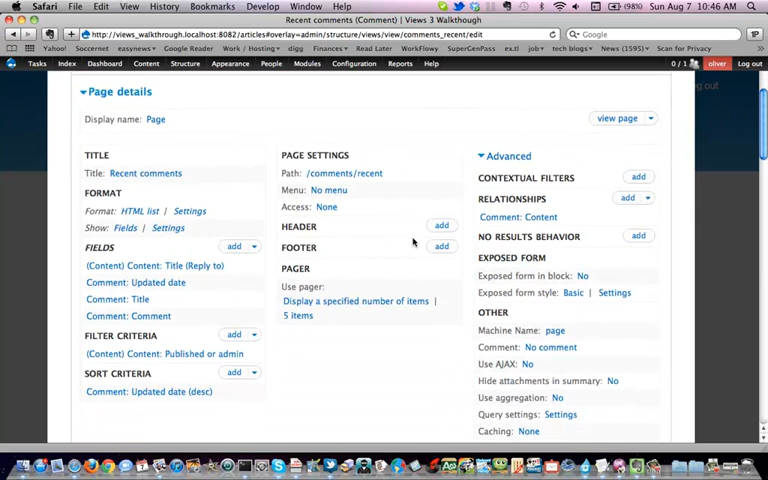 Safari File Edit View History Bookmarks Develop Window Help (98%) Sun Aug 7 10:46 AM
Recent comments (Comment) | Views 3 Walkthough
http://views_walkthrough.localhost:8082/articles#overlay=admin/structure/views/view/comments_recent/edit Google
Yahoo! Soccernet easynews Google Reader Work / Hosting digg Finances Read Later WorkFlowy SuperGenPass ex.tl job tech blogs News (1595) Scan for Privacy
Index Dashboard Content Structure Appearance People Modules Configuration Reports Help 0 / 1 oliver Log out
Page details
og out
Display name: Page view page
TITLE
Title: Recent comments
FORMAT
Format: HTML list | Settings
Show: Fields | Settings
FIELDS add
(Content) Content: Title (Reply to)
Comment: Updated date
Comment: Title
Comment: Comment
FILTER CRITERIA add
(Content) Content: Published or admin
SORT CRITERIA add
Comment: Updated date (desc)
PAGE SETTINGS
Path: /comments/recent
Menu: No menu
Access: None
HEADER add
FOOTER add
PAGER
Use pager:
Display a specified number of items |
5 items
Advanced
CONTEXTUAL FILTERS add
RELATIONSHIPS add
Comment: Content
NO RESULTS BEHAVIOR add
EXPOSED FORM
Exposed form in block: No
Exposed form style: Basic | Settings
OTHER
Machine Name: page
Comment: No comment
Use AJAX: No
Hide attachments in summary: No
Use aggregation: No
Query settings: Settings
Caching: None